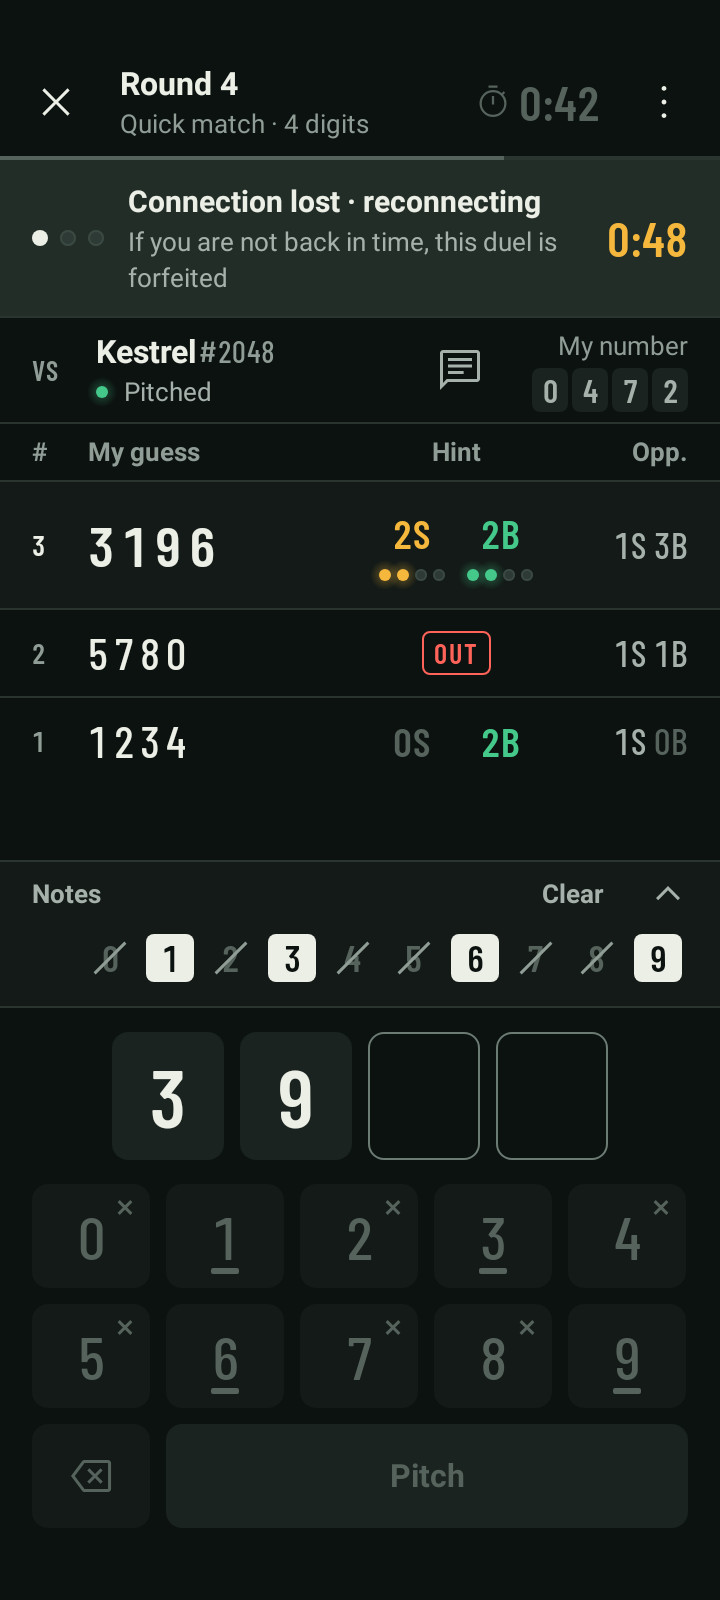 Round 4
Quick match · 4 digits
0:42
Connection lost · reconnecting
If you are not back in time, this duel is
forfeited
0:48
VS
Kestrel #2048
Pitched
My number
0 4 7 2
# My guess Hint Opp.
3 3196 2S 2B 1S 3B
2 5780 OUT 1S 1B
1 1234 0S 2B 1S 0B
Notes Clear
0 1 2 3 4 5 6 7 8 9
3 9
0 1 2 3 4
5 6 7 8 9
Pitch